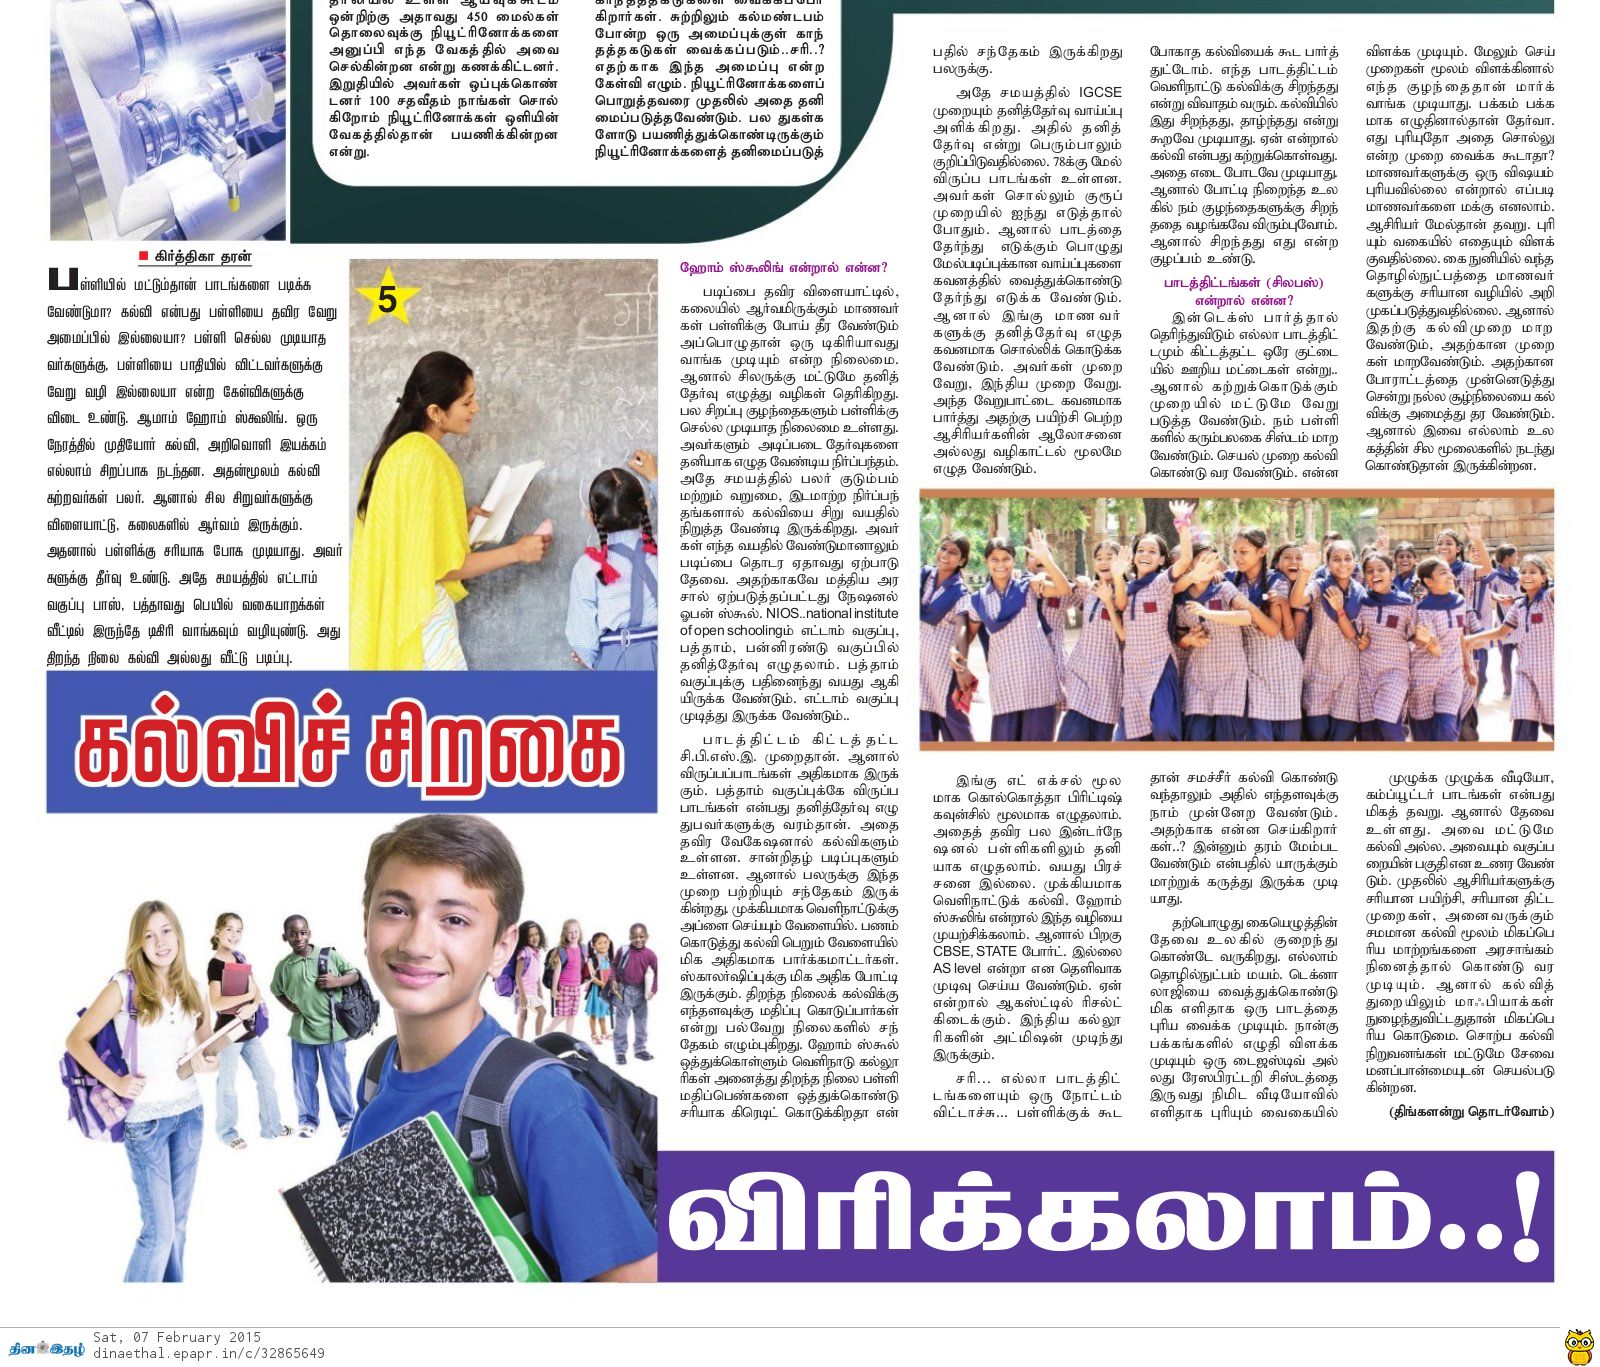 ஒன்றிற்கு அதாவது 450 மைல்கள்
தொலைவுக்கு நியூட்ரினோக்களை
அனுப்பி எந்த வேகத்தில் அவை
செல்கின்றன என்று கணக்கிட்டனர்.
இறுதியில் அவர்கள் ஒப்புக்கொண்
டனர் 100 சதவீதம் நாங்கள் சொல்
கிறோம் நியூட்ரினோக்கள் ஒளியின்
வேகத்தில்தான் பயணிக்கின்றன
என்று.
கிறார்கள். சுற்றிலும் கல்மண்டபம்
போன்ற ஒரு அமைப்புக்குள் காந்
தத்தகடுகள் வைக்கப்படும்..சரி..?
எதற்காக இந்த அமைப்பு என்ற
கேள்வி எழும். நியூட்ரினோக்களைப்
பொறுத்தவரை முதலில் அதை தனி
மைப்படுத்தவேண்டும். பல துகள்க
ளோடு பயணித்துக்கொண்டிருக்கும்
நியூட்ரினோக்களைத் தனிமைப்படுத்
■ கிர்த்திகா தரன்
பள்ளியில் மட்டும்தான் பாடங்களை படிக்க
வேண்டுமா? கல்வி என்பது பள்ளியை தவிர வேறு
அமைப்பில் இல்லையா? பள்ளி செல்ல முடியாத
வர்களுக்கு, பள்ளியை பாதியில் விட்டவர்களுக்கு
வேறு வழி இல்லையா என்ற கேள்விகளுக்கு
விடை உண்டு. ஆமாம் ஹோம் ஸ்கூலிங். ஒரு
நேரத்தில் முதியோர் கல்வி, அறிவொளி இயக்கம்
எல்லாம் சிறப்பாக நடந்தன. அதன்மூலம் கல்வி
கற்றவர்கள் பலர். ஆனால் சில சிறுவர்களுக்கு
விளையாட்டு, கலைகளில் ஆர்வம் இருக்கும்.
அதனால் பள்ளிக்கு சரியாக போக முடியாது. அவர்
களுக்கு தீர்வு உண்டு. அதே சமயத்தில் எட்டாம்
வகுப்பு பாஸ், பத்தாவது பெயில் வகையாறக்கள்
வீட்டில் இருந்தே டிகிரி வாங்கவும் வழியுண்டு. அது
திறந்த நிலை கல்வி அல்லது வீட்டு படிப்பு.
5
கல்விச் சிறகை
ஹோம் ஸ்கூலிங் என்றால் என்ன?
படிப்பை தவிர விளையாட்டில்,
கலையில் ஆர்வமிருக்கும் மாணவர்
கள் பள்ளிக்கு போய் தீர வேண்டும்
அப்பொழுதான் ஒரு டிகிரியாவது
வாங்க முடியும் என்ற நிலைமை.
ஆனால் சிலருக்கு மட்டுமே தனித்
தேர்வு எழுத்து வழிகள் தெரிகிறது.
பல சிறப்பு குழந்தைகளும் பள்ளிக்கு
செல்ல முடியாத நிலைமை உள்ளது.
அவர்களும் அடிப்படை தேர்வுகளை
தனியாக எழுத வேண்டிய நிர்ப்பந்தம்.
அதே சமயத்தில் பலர் குடும்பம்
மற்றும் வறுமை, இடமாற்ற நிர்ப்பந்
தங்களால் கல்வியை சிறு வயதில்
நிறுத்த வேண்டி இருக்கிறது. அவர்
கள் எந்த வயதில் வேண்டுமானாலும்
படிப்பை தொடர ஏதாவது ஏற்பாடு
தேவை. அதற்காகவே மத்திய அர
சால் ஏற்படுத்தப்பட்டது நேஷனல்
ஓபன் ஸ்கூல். NIOS..national institute
of open schoolingம் எட்டாம் வகுப்பு,
பத்தாம், பன்னிரண்டு வகுப்பில்
தனித்தேர்வு எழுதலாம். பத்தாம்
வகுப்புக்கு பதினைந்து வயது ஆகி
யிருக்க வேண்டும். எட்டாம் வகுப்பு
முடித்து இருக்க வேண்டும்..
பாடத்திட்டம் கிட்டத்தட்ட
சி.பி.எஸ்.இ. முறைதான். ஆனால்
விருப்பப்பாடங்கள் அதிகமாக இருக்
கும். பத்தாம் வகுப்புக்கே விருப்ப
பாடங்கள் என்பது தனித்தேர்வு எழு
துபவர்களுக்கு வரம்தான். அதை
தவிர வேகேஷனால் கல்விகளும்
உள்ளன. சான்றிதழ் படிப்புகளும்
உள்ளன. ஆனால் பலருக்கு இந்த
முறை பற்றியும் சந்தேகம் இருக்
கின்றது. முக்கியமாக வெளிநாட்டுக்கு
அப்ளை செய்யும் வேளையில். பணம்
கொடுத்து கல்வி பெறும் வேளையில்
மிக அதிகமாக பார்க்கமாட்டர்கள்.
ஸ்காலர்ஷிப்புக்கு மிக அதிக போட்டி
இருக்கும். திறந்த நிலைக் கல்விக்கு
எந்தளவுக்கு மதிப்பு கொடுப்பார்கள்
என்று பல்வேறு நிலைகளில் சந்
தேகம் எழும்புகிறது. ஹோம் ஸ்கூல்
ஒத்துக்கொள்ளும் வெளிநாடு கல்லூ
ரிகள் அனைத்து திறந்த நிலை பள்ளி
மதிப்பெண்களை ஒத்துக்கொண்டு
சரியாக கிரெடிட் கொடுக்கிறதா என்
பதில் சந்தேகம் இருக்கிறது
பலருக்கு.
அதே சமயத்தில் IGCSE
முறையும் தனித்தேர்வு வாய்ப்பு
அளிக்கிறது. அதில் தனித்
தேர்வு என்று பெரும்பாலும்
குறிப்பிடுவதில்லை. 78க்கு மேல்
விருப்ப பாடங்கள் உள்ளன.
அவர்கள் சொல்லும் குரூப்
முறையில் ஐந்து எடுத்தால்
போதும். ஆனால் பாடத்தை
தேர்ந்து எடுக்கும் பொழுது
மேல்படிப்புக்கான வாய்ப்புகளை
கவனத்தில் வைத்துக்கொண்டு
தேர்ந்து எடுக்க வேண்டும்.
ஆனால் இங்கு மாணவர்
களுக்கு தனித்தேர்வு எழுத
கவனமாக சொல்லிக் கொடுக்க
வேண்டும். அவர்கள் முறை
வேறு, இந்திய முறை வேறு.
அந்த வேறுபாட்டை கவனமாக
பார்த்து அதற்கு பயிற்சி பெற்ற
ஆசிரியர்களின் ஆலோசனை
அல்லது வழிகாட்டல் மூலமே
எழுத வேண்டும்.
போகாத கல்வியைக் கூட பார்த்
துட்டோம். எந்த பாடத்திட்டம்
வெளிநாட்டு கல்விக்கு சிறந்தது
என்று விவாதம் வரும். கல்வியில்
இது சிறந்தது, தாழ்ந்தது என்று
கூறவே முடியாது. ஏன் என்றால்
கல்வி என்பது கற்றுக்கொள்வது.
அதை எடை போடவே முடியாது.
ஆனால் போட்டி நிறைந்த உல
கில் நம் குழந்தைகளுக்கு சிறந்
ததை வழங்கவே விரும்புவோம்.
ஆனால் சிறந்தது எது என்ற
குழப்பம் உண்டு.
பாடத்திட்டங்கள் (சிலபஸ்)
என்றால் என்ன?
இன்டெக்ஸ் பார்த்தால்
தெரிந்துவிடும் எல்லா பாடத்திட்
டமும் கிட்டத்தட்ட ஒரே குட்டை
யில் ஊறிய மட்டைகள் என்று..
ஆனால் கற்றுக்கொடுக்கும்
முறையில் மட்டுமே வேறு
படுத்த வேண்டும். நம் பள்ளி
களில் கரும்பலகை சிஸ்டம் மாற
வேண்டும். செயல் முறை கல்வி
கொண்டு வர வேண்டும். என்ன
விளக்க முடியும். மேலும் செய்
முறைகள் மூலம் விளக்கினால்
எந்த குழந்தைதான் மார்க்
வாங்க முடியாது. பக்கம் பக்க
மாக எழுதினால்தான் தேர்வா.
எது புரியுதோ அதை சொல்லு
என்ற முறை வைக்க கூடாதா?
மாணவர்களுக்கு ஒரு விஷயம்
புரியவில்லை என்றால் எப்படி
மாணவர்களை மக்கு எனலாம்.
ஆசிரியர் மேல்தான் தவறு. புரி
யும் வகையில் எதையும் விளக்
குவதில்லை. கை நுனியில் வந்த
தொழில்நுட்பத்தை மாணவர்
களுக்கு சரியான வழியில் அறி
முகப்படுத்துவதில்லை. ஆனால்
இதற்கு கல்விமுறை மாற
வேண்டும், அதற்கான முறை
கள் மாறவேண்டும். அதற்கான
போராட்டத்தை முன்னெடுத்து
சென்று நல்ல சூழ்நிலையை கல்
விக்கு அமைத்து தர வேண்டும்.
ஆனால் இவை எல்லாம் உல
கத்தின் சில மூலைகளில் நடந்து
கொண்டுதான் இருக்கின்றன.
இங்கு எட் எக்சல் மூல
மாக கொல்கொத்தா பிரிட்டிஷ்
கவுன்சில் மூலமாக எழுதலாம்.
அதைத் தவிர பல இன்டர்நே
ஷனல் பள்ளிகளிலும் தனி
யாக எழுதலாம். வயது பிரச்
சனை இல்லை. முக்கியமாக
வெளிநாட்டுக் கல்வி. ஹோம்
ஸ்கூலிங் என்றால் இந்த வழியை
முயற்சிக்கலாம். ஆனால் பிறகு
CBSE, STATE போர்ட். இல்லை
AS level என்றா என தெளிவாக
முடிவு செய்ய வேண்டும். ஏன்
என்றால் ஆகஸ்ட்டில் ரிசல்ட்
கிடைக்கும். இந்திய கல்லூ
ரிகளின் அட்மிஷன் முடிந்து
இருக்கும்.
சரி... எல்லா பாடத்திட்
டங்களையும் ஒரு நோட்டம்
விட்டாச்சு... பள்ளிக்குக் கூட
தான் சமச்சீர் கல்வி கொண்டு
வந்தாலும் அதில் எந்தளவுக்கு
நாம் முன்னேற வேண்டும்.
அதற்காக என்ன செய்கிறார்
கள்..? இன்னும் தரம் மேம்பட
வேண்டும் என்பதில் யாருக்கும்
மாற்றுக் கருத்து இருக்க முடி
யாது.
தற்பொழுது கையெழுத்தின்
தேவை உலகில் குறைந்து
கொண்டே வருகிறது. எல்லாம்
தொழில்நுட்பம் மயம். டெக்னா
லாஜியை வைத்துக்கொண்டு
மிக எளிதாக ஒரு பாடத்தை
புரிய வைக்க முடியும். நான்கு
பக்கங்களில் எழுதி விளக்க
முடியும் ஒரு டைஜஸ்டிவ் அல்
லது ரேஸபிரட்டறி சிஸ்டத்தை
இருவது நிமிட வீடியோவில்
எளிதாக புரியும் வைகையில்
முழுக்க முழுக்க வீடியோ,
கம்ப்யூட்டர் பாடங்கள் என்பது
மிகத் தவறு. ஆனால் தேவை
உள்ளது. அவை மட்டுமே
கல்வி அல்ல. அவையும் வகுப்ப
றையின் பகுதி என உணர வேண்
டும். முதலில் ஆசிரியர்களுக்கு
சரியான பயிற்சி, சரியான திட்ட
முறைகள், அனைவருக்கும்
சமமான கல்வி மூலம் மிகப்பெ
ரிய மாற்றங்களை அரசாங்கம்
நினைத்தால் கொண்டு வர
முடியும். ஆனால் கல்வித்
துறையிலும் மாஃபியாக்கள்
நுழைந்துவிட்டதுதான் மிகப்பெ
ரிய கொடுமை. சொற்ப கல்வி
நிறுவனங்கள் மட்டுமே சேவை
மனப்பான்மையுடன் செயல்படு
கின்றன.
(திங்களன்று தொடர்வோம்)
விரிக்கலாம்..!
தின இதழ்
Sat, 07 February 2015
dinaethal.epapr.in/c/32865649